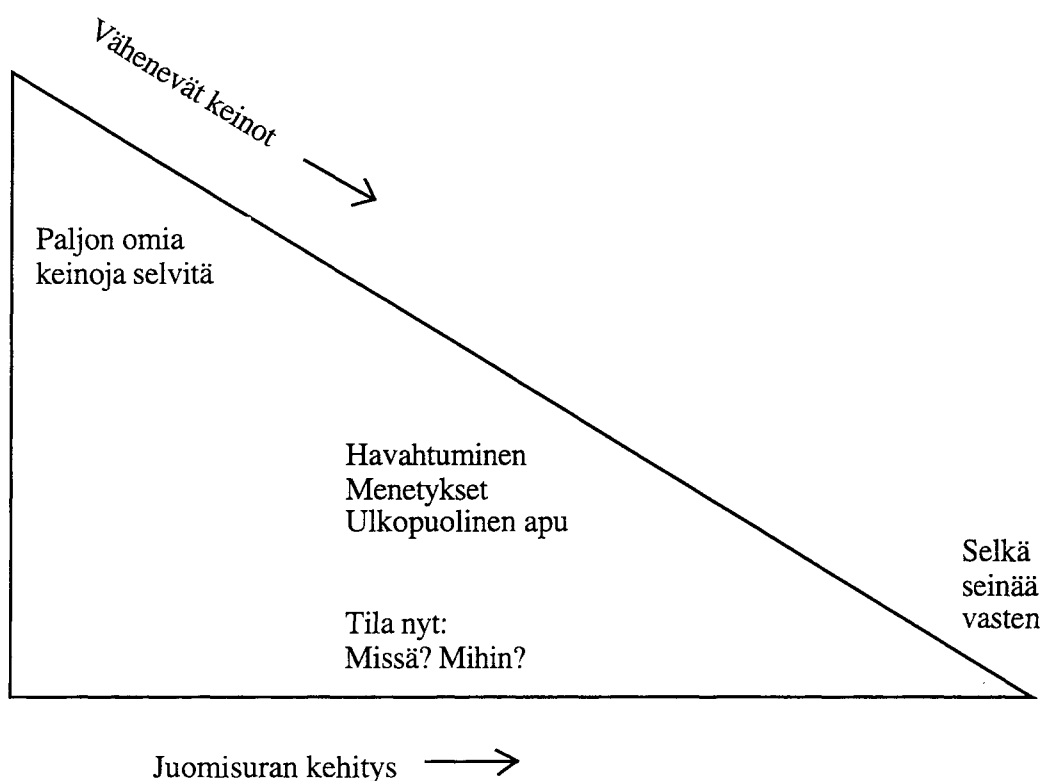 Vähenevät keinot
Paljon omia
keinoja selvitä
Havahtuminen
Menetykset
Ulkopuolinen apu
Selkä
seinää
vasten
Tila nyt:
Missä? Mihin?
Juomisuran kehitys